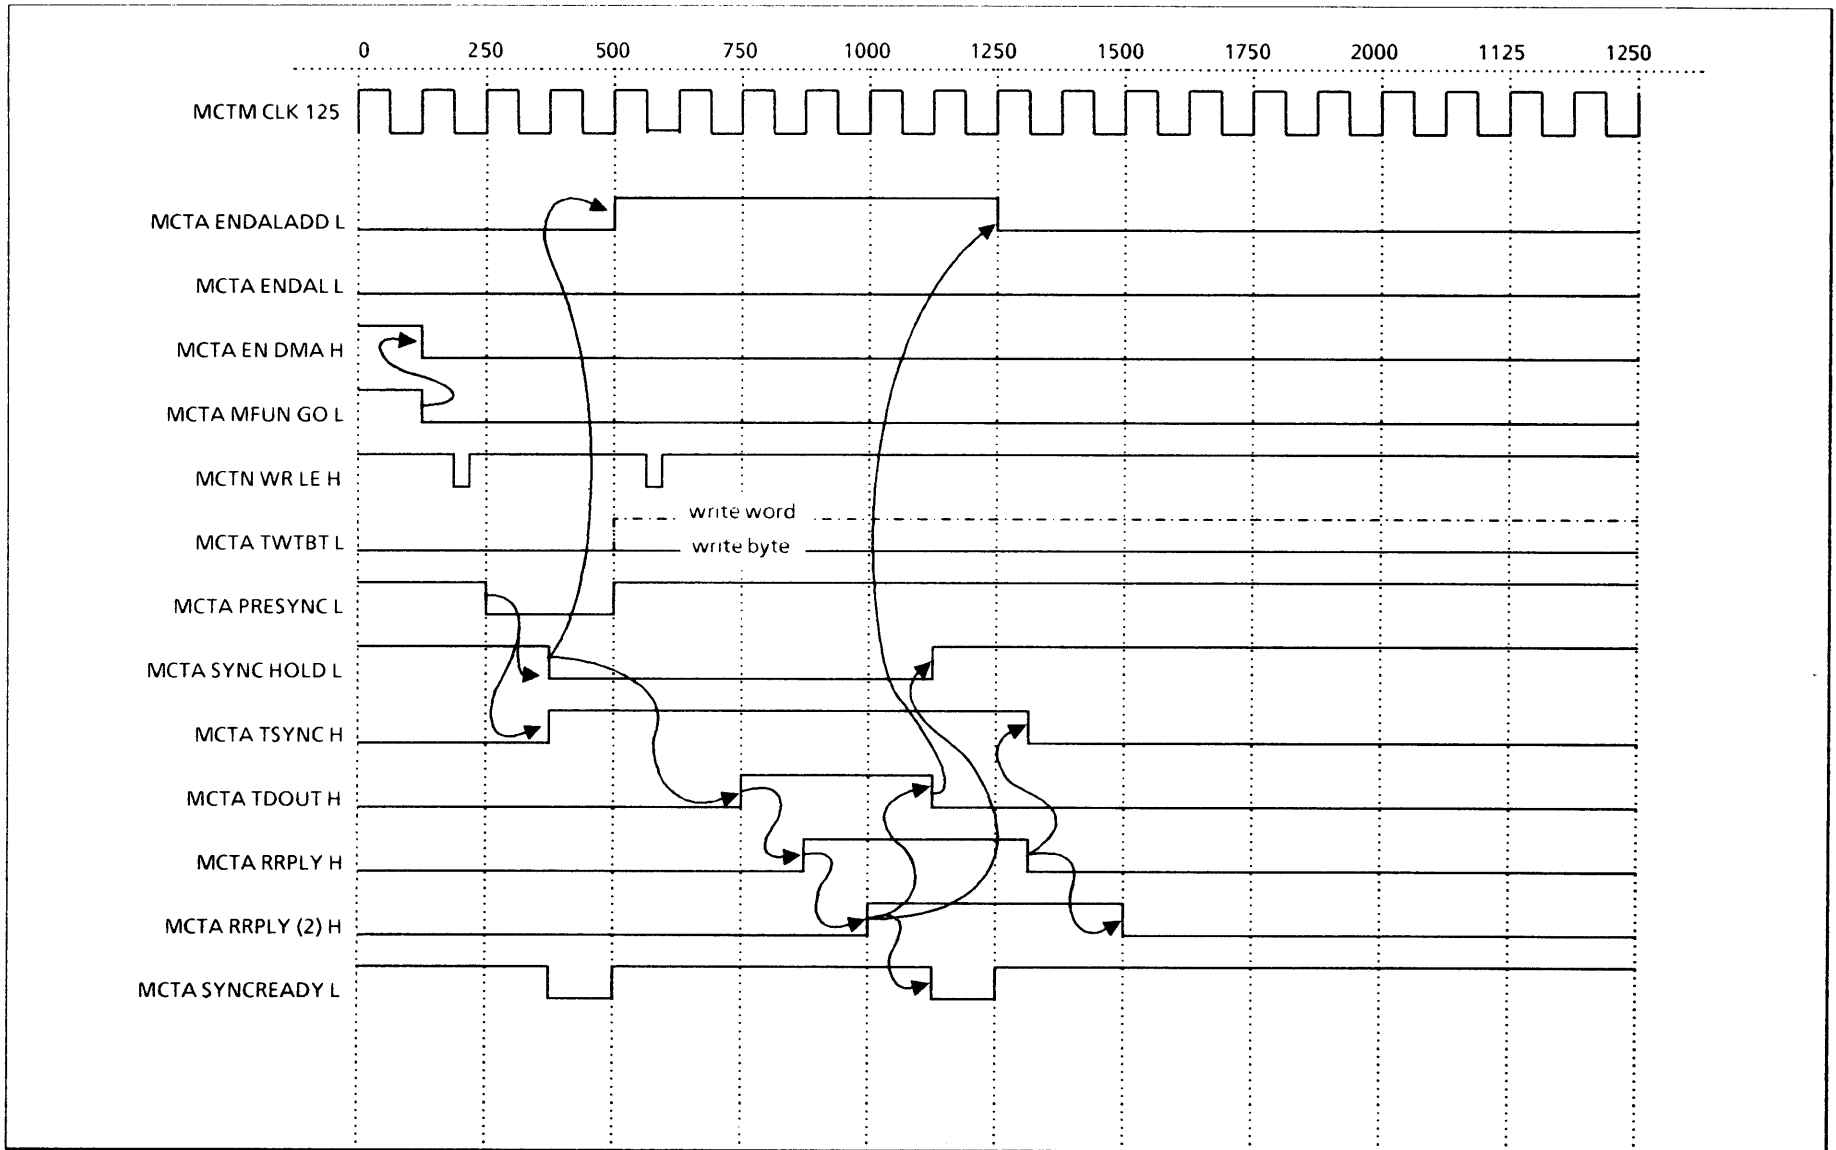 0 250 500 750 1000 1250 1500 1750 2000 1125 1250
MCTM CLK 125
MCTA ENDALADD L
MCTA ENDAL L
MCTA EN DMA H
MCTA MFUN GO L
MCTN WR LE H
write word
MCTA TWTBT L
write byte
MCTA PRESYNC L
MCTA SYNC HOLD L
MCTA TSYNC H
MCTA TDOUT H
MCTA RRPLY H
MCTA RRPLY (2) H
MCTA SYNCREADY L